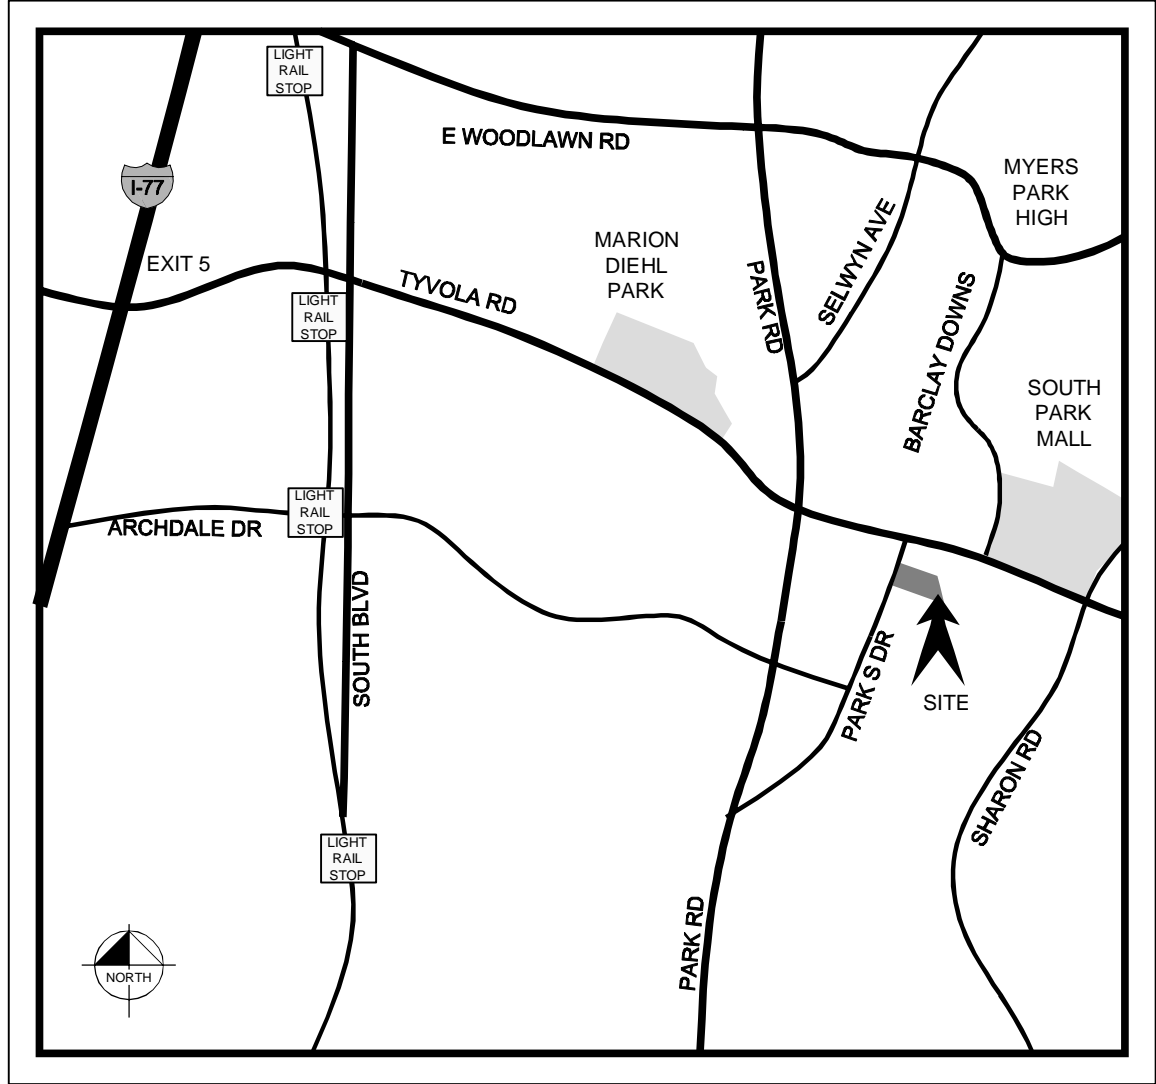 LIGHT
RAIL
STOP
E WOODLAWN RD
MYERS
PARK
HIGH
I-77
SELWYN AVE
MARION
DIEHL
PARK
EXIT 5
TYVOLA RD
PARK RD
BARCLAY DOWNS
LIGHT
RAIL
STOP
SOUTH
PARK
MALL
LIGHT
RAIL
STOP
ARCHDALE DR
SOUTH BLVD
PARK S DR
SITE
SHARON RD
LIGHT
RAIL
STOP
PARK RD
NORTH